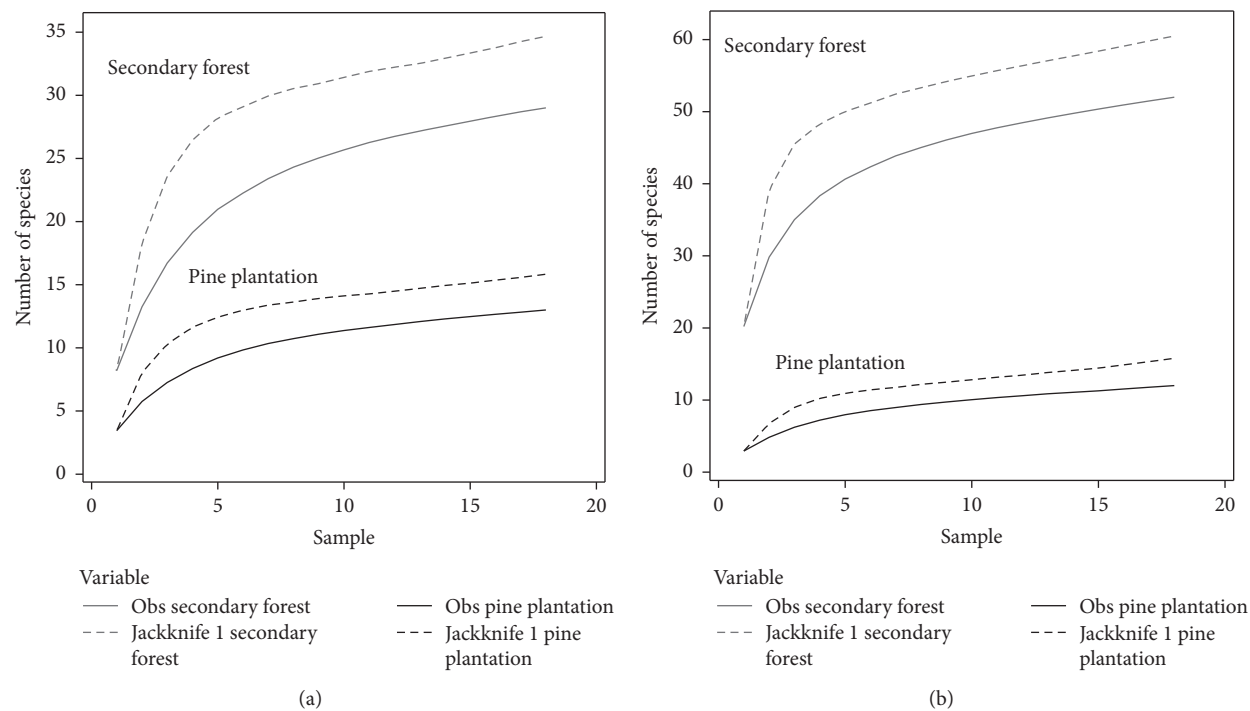 35
30
25
20
15
10
5
0
Number of species
Secondary forest
Pine plantation
0
5
10
15
20
Sample
Variable
Obs secondary forest
Jackknife 1 secondary
forest
Obs pine plantation
Jackknife 1 pine
plantation
(a)
60
50
40
30
20
10
0
Number of species
Secondary forest
Pine plantation
0
5
10
15
20
Sample
Variable
Obs secondary forest
Jackknife 1 secondary
forest
Obs pine plantation
Jackknife 1 pine
plantation
(b)